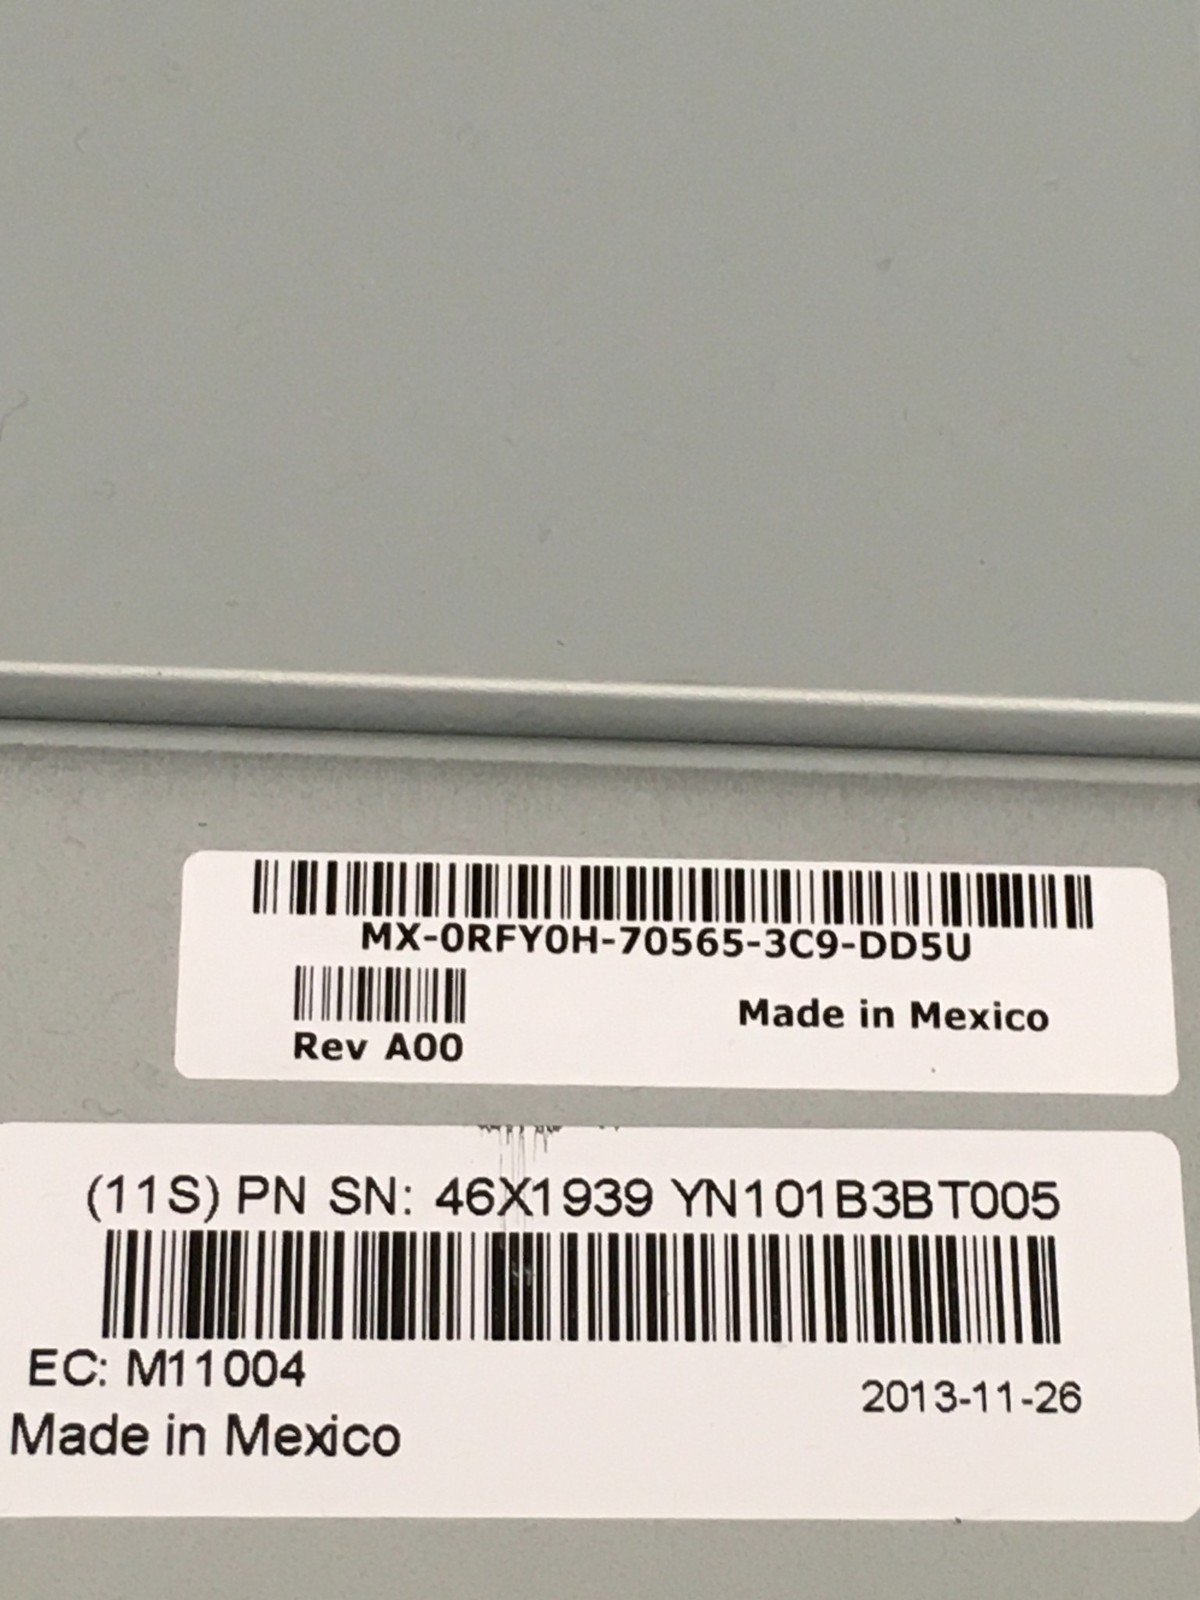 MX-0RFY0H-70565-3C9-DD5U
Made in Mexico
Rev A00
(11S) PN SN: 46X1939 YN101B3BT005
EC: M11004
2013-11-26
Made in Mexico